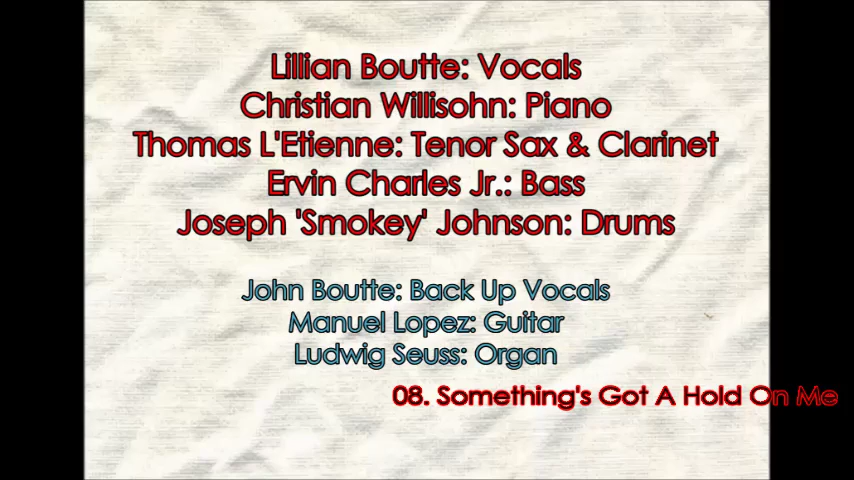 Lillian Boutte: Vocals
Christian Willisohn: Piano
Thomas L'Etienne: Tenor Sax & Clarinet
Ervin Charles Jr.: Bass
Joseph 'Smokey' Johnson: Drums
John Boutte: Back Up Vocals
Manuel Lopez: Guitar
Ludwig Seuss: Organ
08. Something's Got A Hold On Me